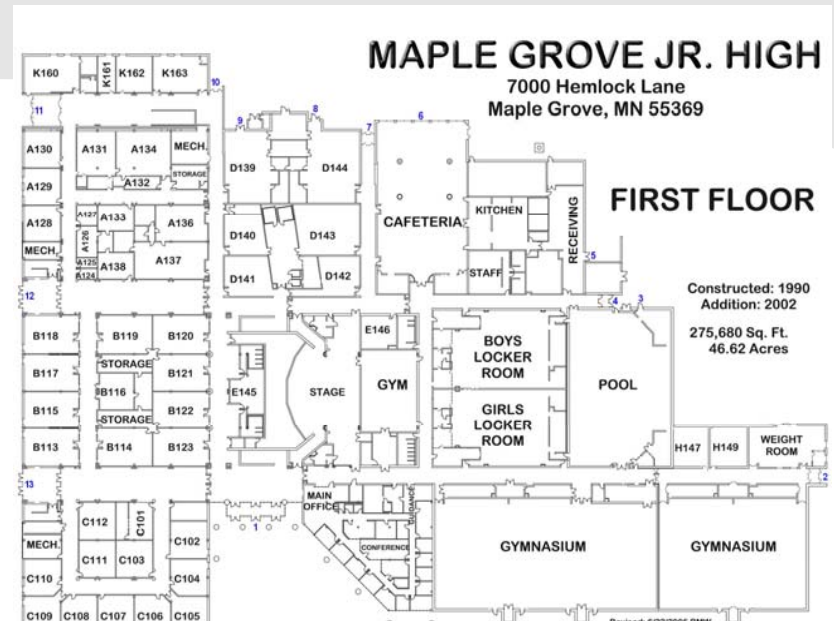 MAPLE GROVE JR. HIGH
7000 Hemlock Lane
Maple Grove, MN 55369
FIRST FLOOR
Constructed: 1990
Addition: 2002
275,680 Sq. Ft.
46.62 Acres
K160
K161
K162
K163
10
11
9
8
7
6
A130
A131
A134
MECH.
A132
STORAGE
A129
D139
D144
A128
A127
A133
A136
A126
MECH.
A125
A124
A138
A137
D140
D143
D141
D142
CAFETERIA
KITCHEN
RECEIVING
STAFF
5
12
4
3
B118
B119
B120
STORAGE
B117
B116
B121
B115
STORAGE
B122
B113
B114
B123
E145
STAGE
E146
GYM
BOYS
LOCKER
ROOM
GIRLS
LOCKER
ROOM
POOL
H147
H149
WEIGHT
ROOM
2
13
1
MAIN
OFFICE
GUIDANCE
CONFERENCE
C112
C101
C102
MECH.
C111
C103
C110
C104
C109
C108
C107
C106
C105
GYMNASIUM
GYMNASIUM